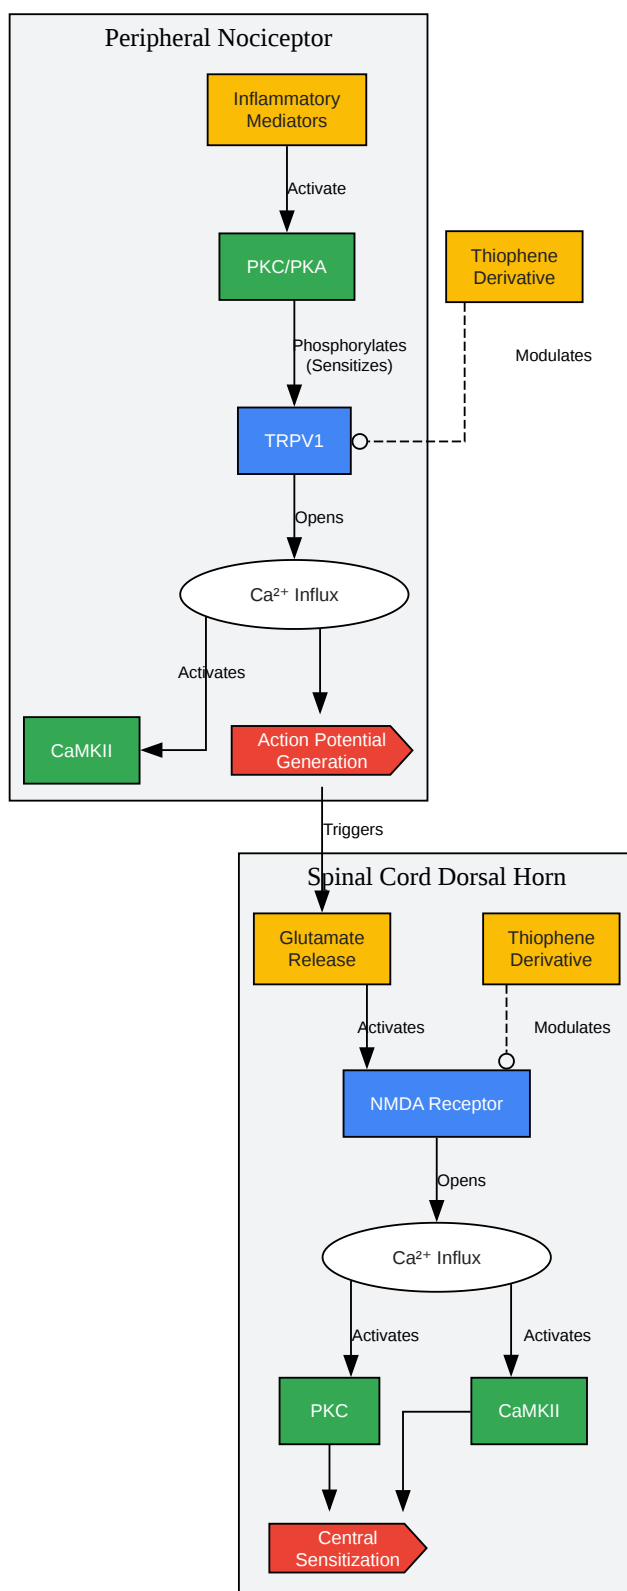 Peripheral Nociceptor
Inflammatory
Mediators
Activate
PKC/PKA
Thiophene
Derivative
Phosphorylates
(Sensitizes)
Modulates
TRPV1
Opens
Ca²⁺ Influx
Activates
CaMKII
Action Potential
Generation
Triggers
Spinal Cord Dorsal Horn
Glutamate
Release
Thiophene
Derivative
Activates
Modulates
NMDA Receptor
Opens
Ca²⁺ Influx
Activates
Activates
PKC
CaMKII
Central
Sensitization